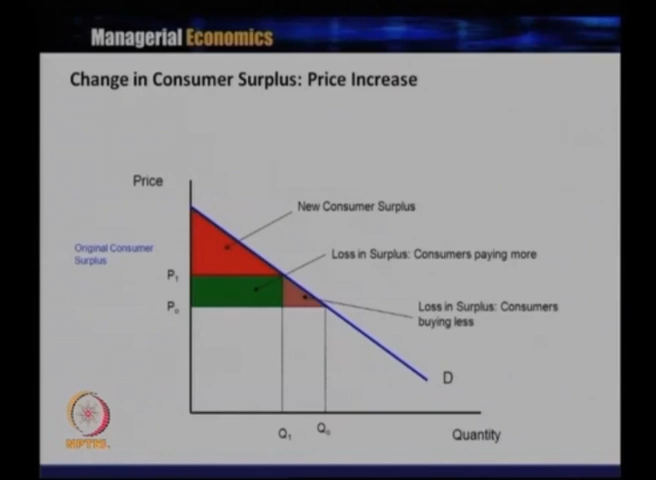 Managerial Economics
Change in Consumer Surplus: Price Increase
Price
New Consumer Surplus
Original Consumer
Surplus
Loss in Surplus: Consumers paying more
P1
P0
Loss in Surplus: Consumers
buying less
D
Q1
Q0
Quantity
NPTEL